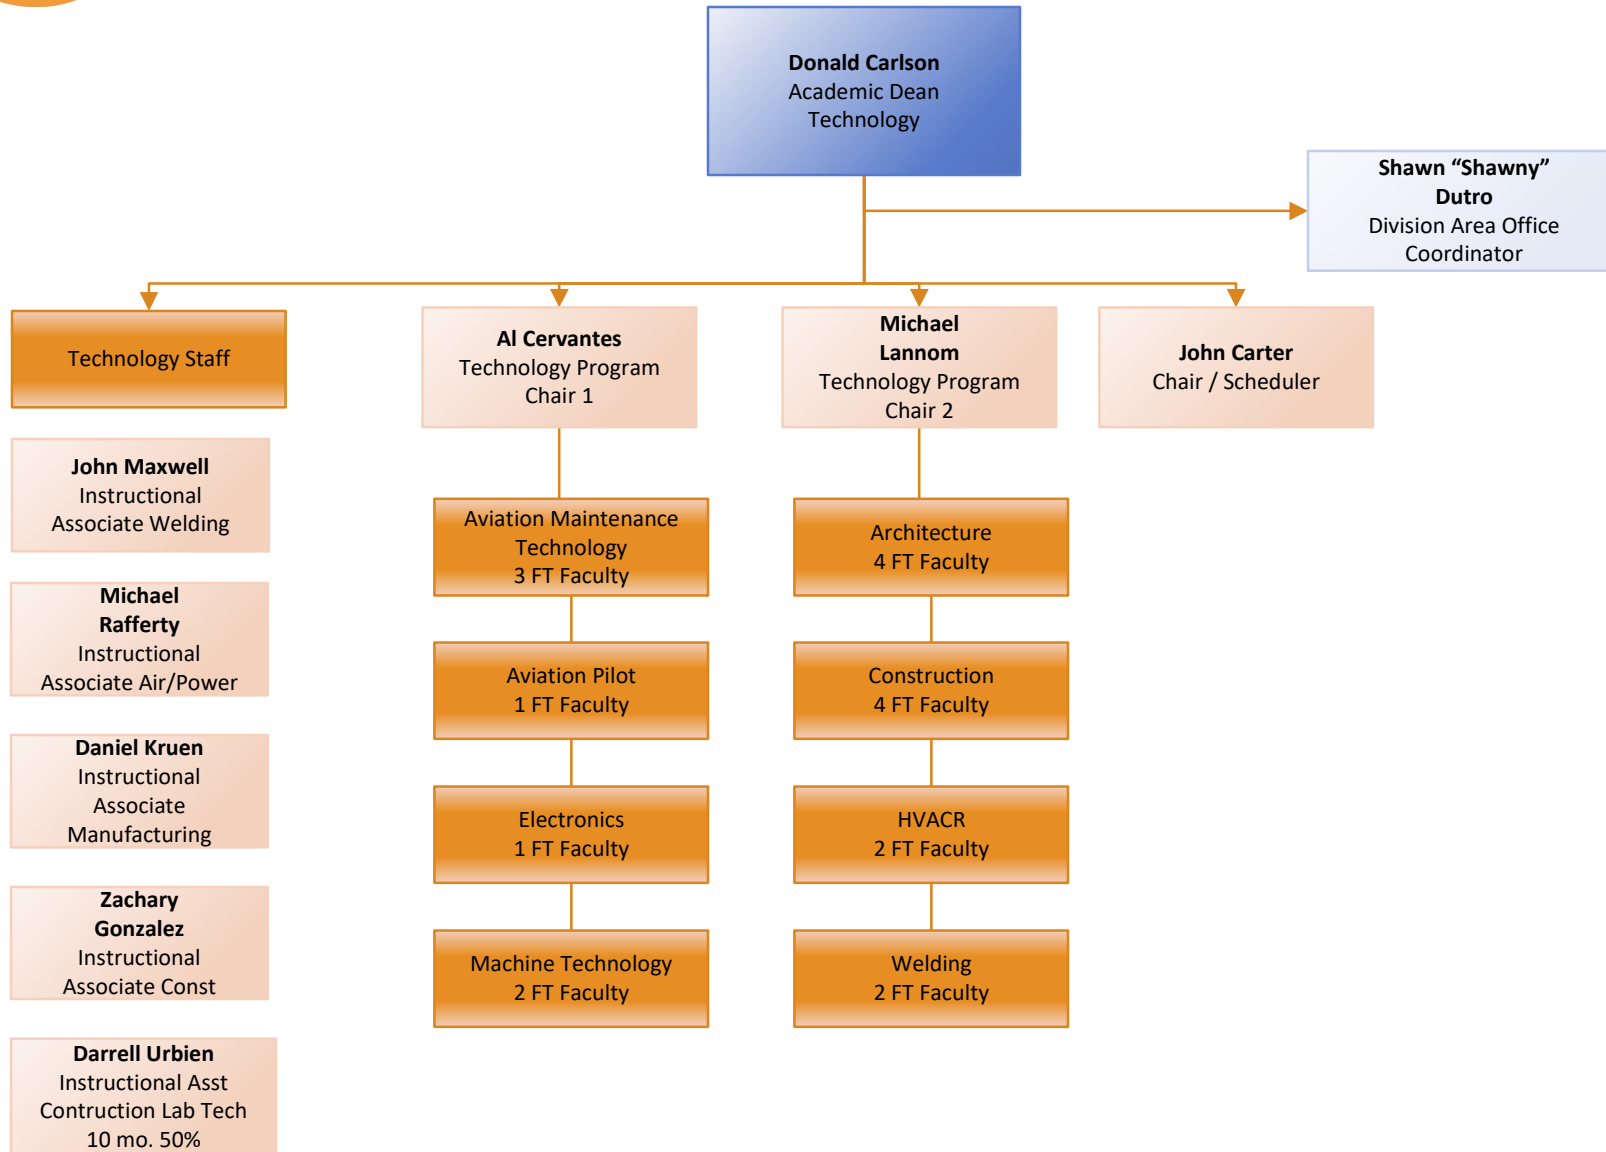 Donald Carlson
Academic Dean
Technology
Shawn “Shawny”
Dutro
Division Area Office
Coordinator
Technology Staff
Al Cervantes
Technology Program
Chair 1
Michael
Lannom
Technology Program
Chair 2
John Carter
Chair / Scheduler
John Maxwell
Instructional
Associate Welding
Michael
Rafferty
Instructional
Associate Air/Power
Daniel Kruen
Instructional
Associate
Manufacturing
Zachary
Gonzalez
Instructional
Associate Const
Darrell Urbien
Instructional Asst
Contruction Lab Tech
10 mo. 50%
Aviation Maintenance
Technology
3 FT Faculty
Aviation Pilot
1 FT Faculty
Electronics
1 FT Faculty
Machine Technology
2 FT Faculty
Architecture
4 FT Faculty
Construction
4 FT Faculty
HVACR
2 FT Faculty
Welding
2 FT Faculty